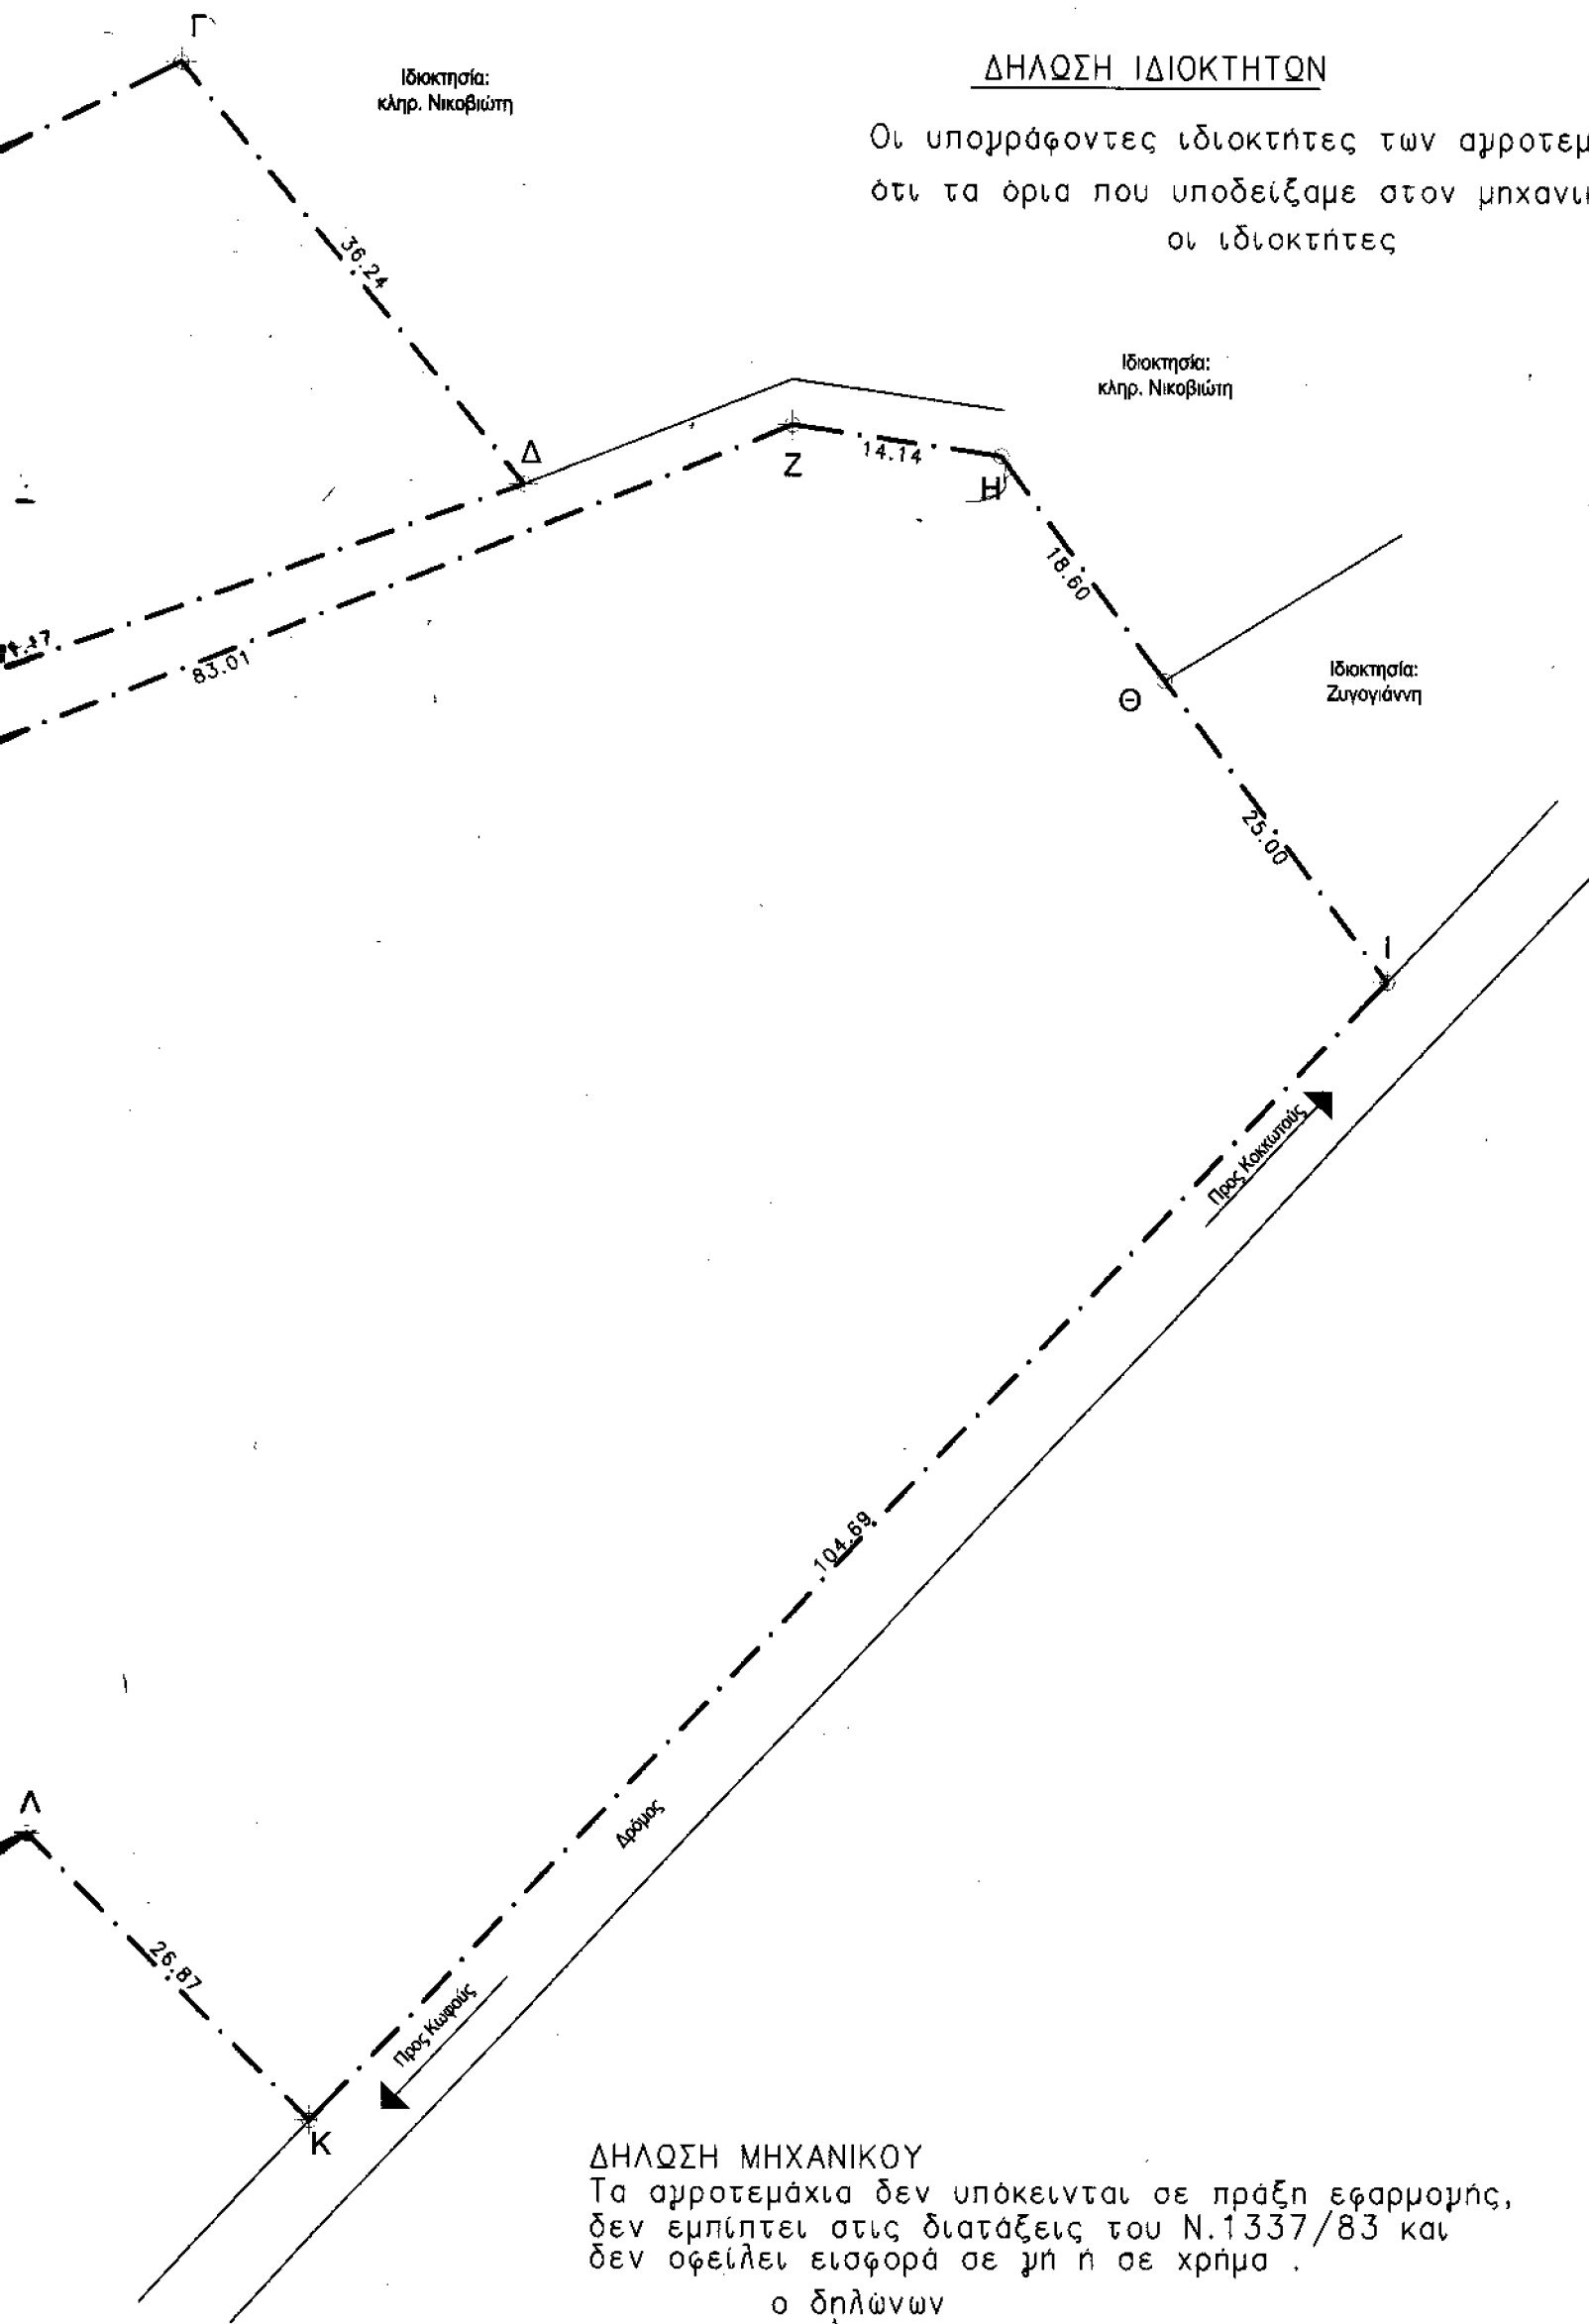 Γ
Ιδιοκτησία:
κληρ. Νικοβιώτη
ΔΗΛΩΣΗ ΙΔΙΟΚΤΗΤΩΝ
Οι υπογράφοντες ιδιοκτήτες των αγροτεμ
ότι τα όρια που υποδείξαμε στον μηχανι
οι ιδιοκτήτες
36.24
Ιδιοκτησία:
κληρ. Νικοβιώτη
Δ
Ζ
14.14
Η
18.60
83.01
Θ
Ιδιοκτησία:
Ζυγογιάννη
25.00
Ι
Προς Κοκκωτούς
104.69
Δρόμος
Λ
26.87
Προς Κωφούς
Κ
ΔΗΛΩΣΗ ΜΗΧΑΝΙΚΟΥ
Τα αγροτεμάχια δεν υπόκεινται σε πράξη εφαρμογής,
δεν εμπίπτει στις διατάξεις του Ν.1337/83 και
δεν οφείλει εισφορά σε γή ή σε χρήμα .
ο δηλώνων